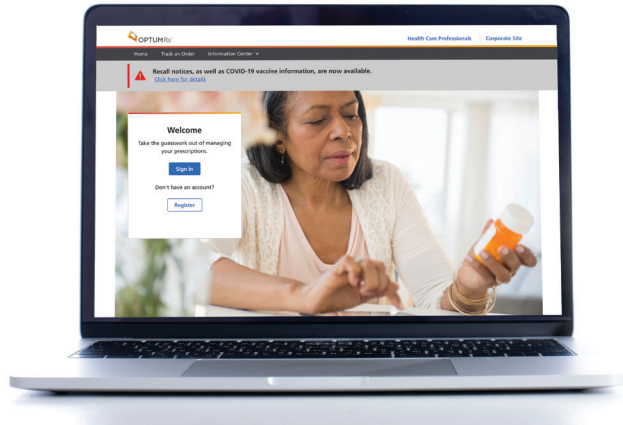 OPTUMRx
Health Care Professionals Corporate Site
Home Track an Order Information Center
Recall notices, as well as COVID-19 vaccine information, are now available.
Click here for details
Welcome
Take the guesswork out of managing
your prescriptions.
Sign in
Don't have an account?
Register